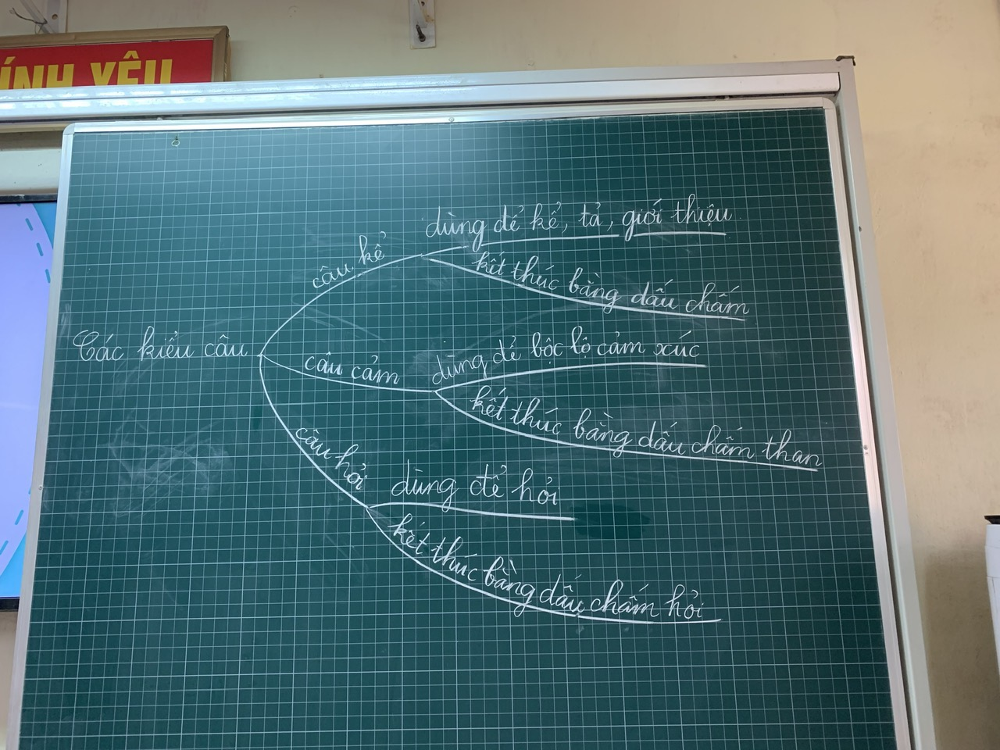 ÍNH YÊU
Các kiểu câu
câu kể
dùng để kể, tả, giới thiệu
kết thúc bằng dấu chấm
câu cảm
dùng để bộc lộ cảm xúc
kết thúc bằng dấu chấm than
câu hỏi
dùng để hỏi
kết thúc bằng dấu chấm hỏi